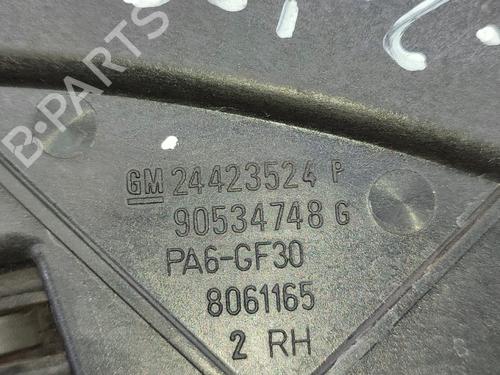 B-PARTS
GM 24423524 P
90534748 G
PA6-GF30
8061165
2 RH